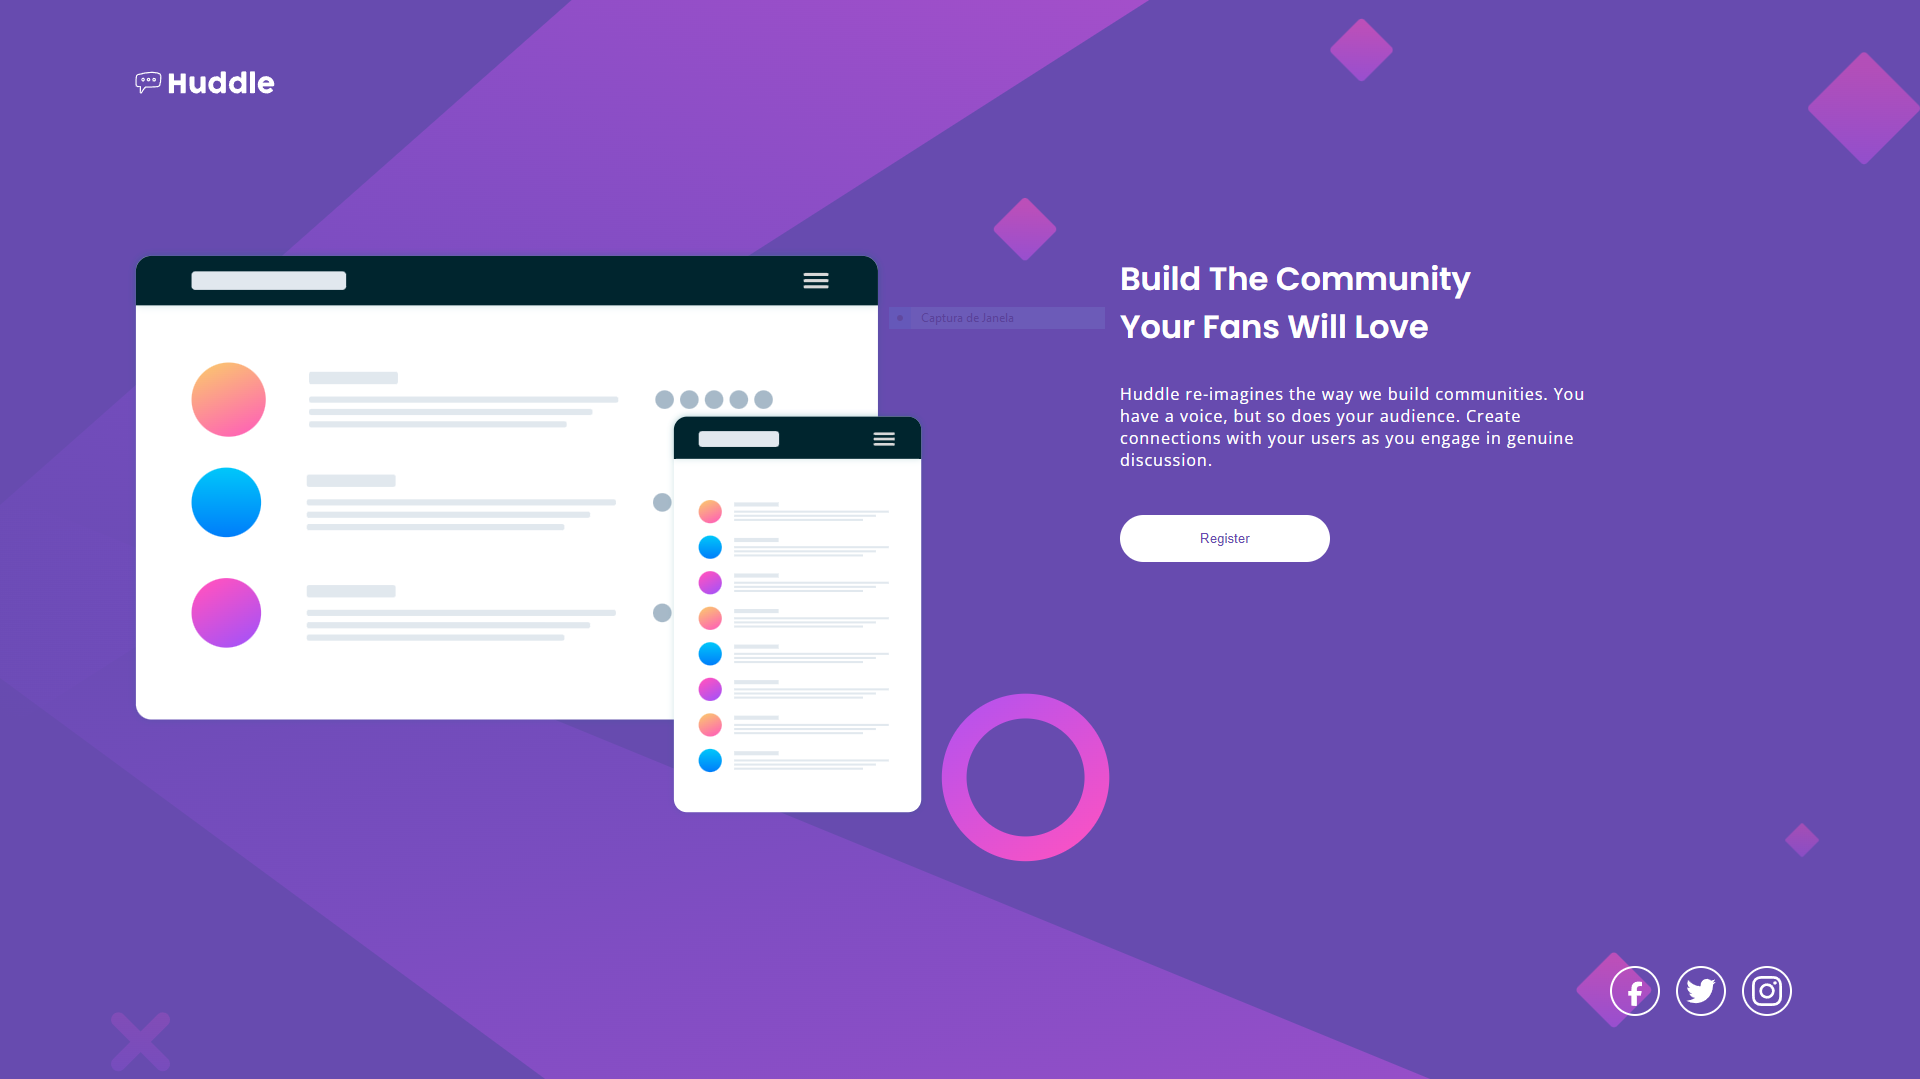 Huddle
Build The Community
Your Fans Will Love
Captura de Janela
Huddle re-imagines the way we build communities. You
have a voice, but so does your audience. Create
connections with your users as you engage in genuine
discussion.
Register